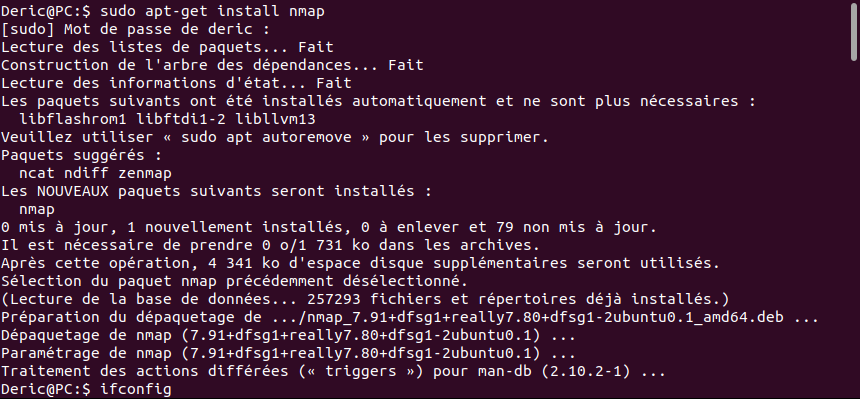 Deric@PC:$ sudo apt-get install nmap
[sudo] Mot de passe de deric :
Lecture des listes de paquets... Fait
Construction de l'arbre des dépendances... Fait
Lecture des informations d'état... Fait
Les paquets suivants ont été installés automatiquement et ne sont plus nécessaires :
  libflashrom1 libftdi1-2 libllvm13
Veuillez utiliser « sudo apt autoremove » pour les supprimer.
Paquets suggérés :
  ncat ndiff zenmap
Les NOUVEAUX paquets suivants seront installés :
  nmap
0 mis à jour, 1 nouvellement installés, 0 à enlever et 79 non mis à jour.
Il est nécessaire de prendre 0 o/1 731 ko dans les archives.
Après cette opération, 4 341 ko d'espace disque supplémentaires seront utilisés.
Sélection du paquet nmap précédemment désélectionné.
(Lecture de la base de données... 257293 fichiers et répertoires déjà installés.)
Préparation du dépaquetage de .../nmap_7.91+dfsg1+really7.80+dfsg1-2ubuntu0.1_amd64.deb ...
Dépaquetage de nmap (7.91+dfsg1+really7.80+dfsg1-2ubuntu0.1) ...
Paramétrage de nmap (7.91+dfsg1+really7.80+dfsg1-2ubuntu0.1) ...
Traitement des actions différées (« triggers ») pour man-db (2.10.2-1) ...
Deric@PC:$ ifconfig